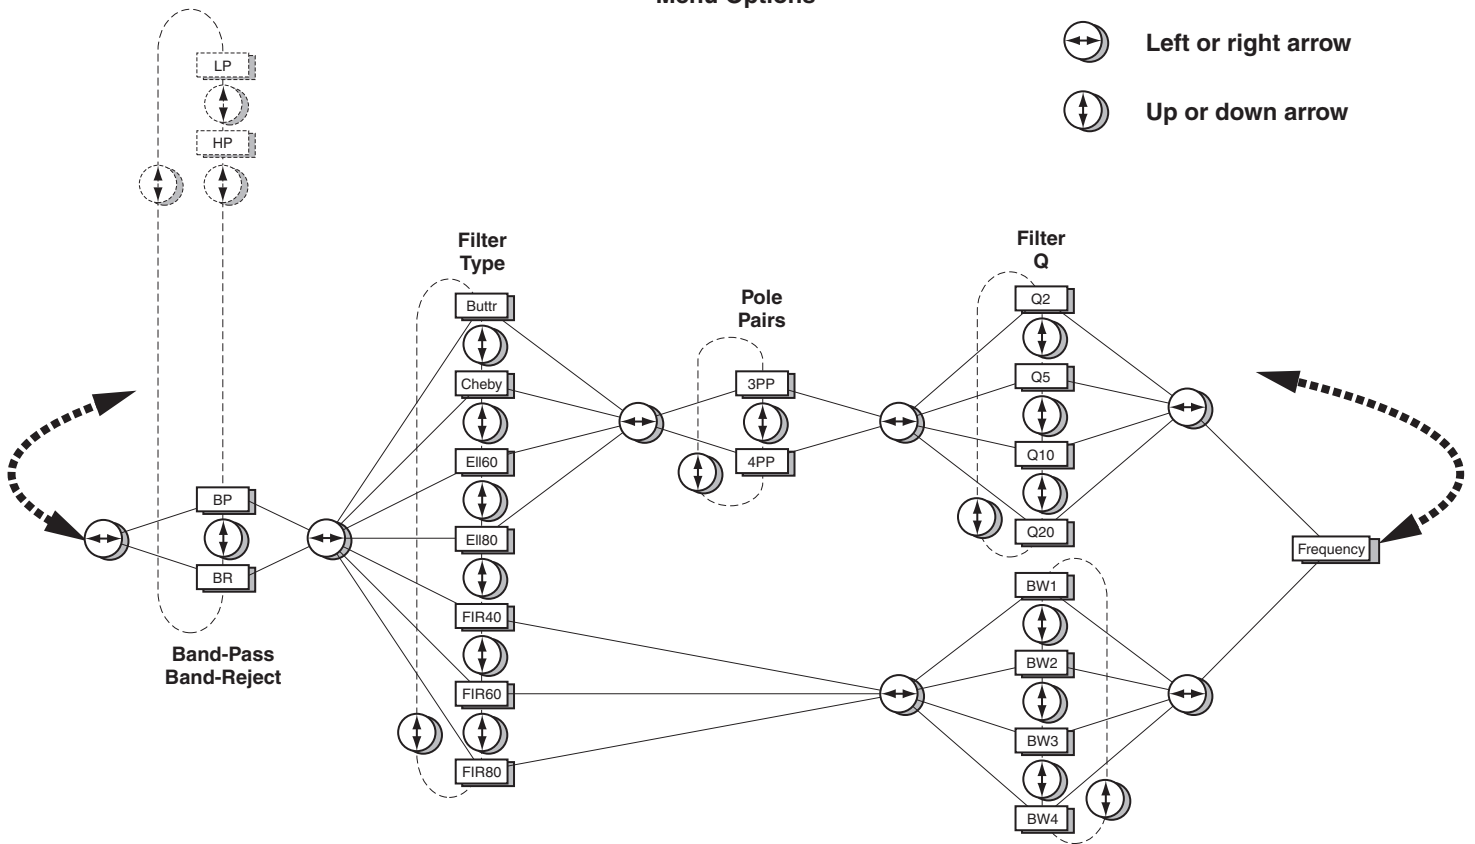 Menu Options
Left or right arrow
Up or down arrow
LP
HP
BP
BR
Band-Pass
Band-Reject
Filter
Type
Buttr
Cheby
Ell60
Ell80
FIR40
FIR60
FIR80
Pole
Pairs
3PP
4PP
Filter
Q
Q2
Q5
Q10
Q20
BW1
BW2
BW3
BW4
Frequency